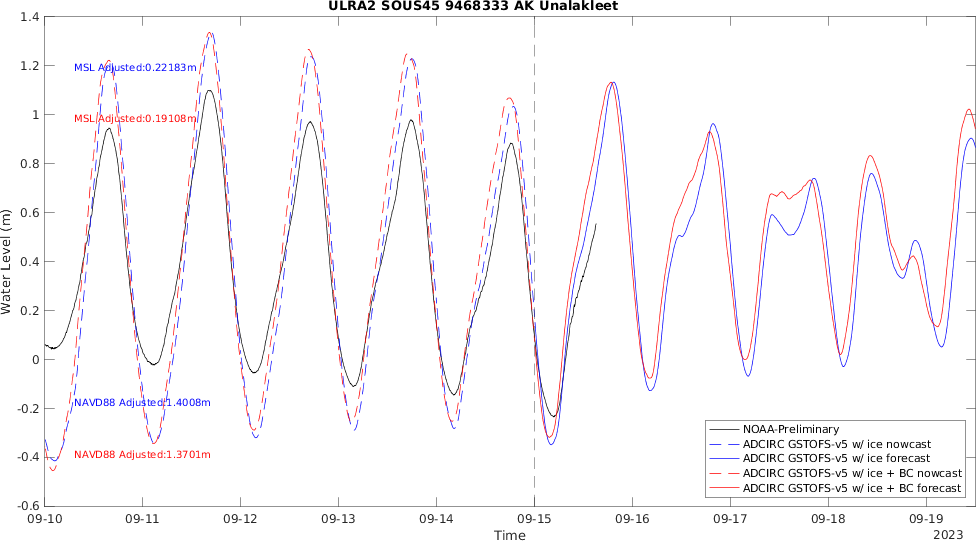 ULRA2 SOUS45 9468333 AK Unalakleet
1.4
1.2
1
0.8
0.6
0.4
0.2
0
-0.2
-0.4
-0.6
Water Level (m)
MSL Adjusted:0.22183m
MSL Adjusted:0.19108m
NAVD88 Adjusted:1.4008m
NAVD88 Adjusted:1.3701m
NOAA-Preliminary
ADCIRC GSTOFS-v5 w/ ice nowcast
ADCIRC GSTOFS-v5 w/ ice forecast
ADCIRC GSTOFS-v5 w/ ice + BC nowcast
ADCIRC GSTOFS-v5 w/ ice + BC forecast
09-10 09-11 09-12 09-13 09-14 09-15 09-16 09-17 09-18 09-19
Time
2023